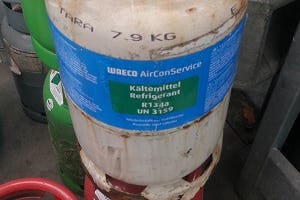 TARA 7.9 KG
WAECO AirConService
Kältemittel
Refrigerant
R134a
UN 3159